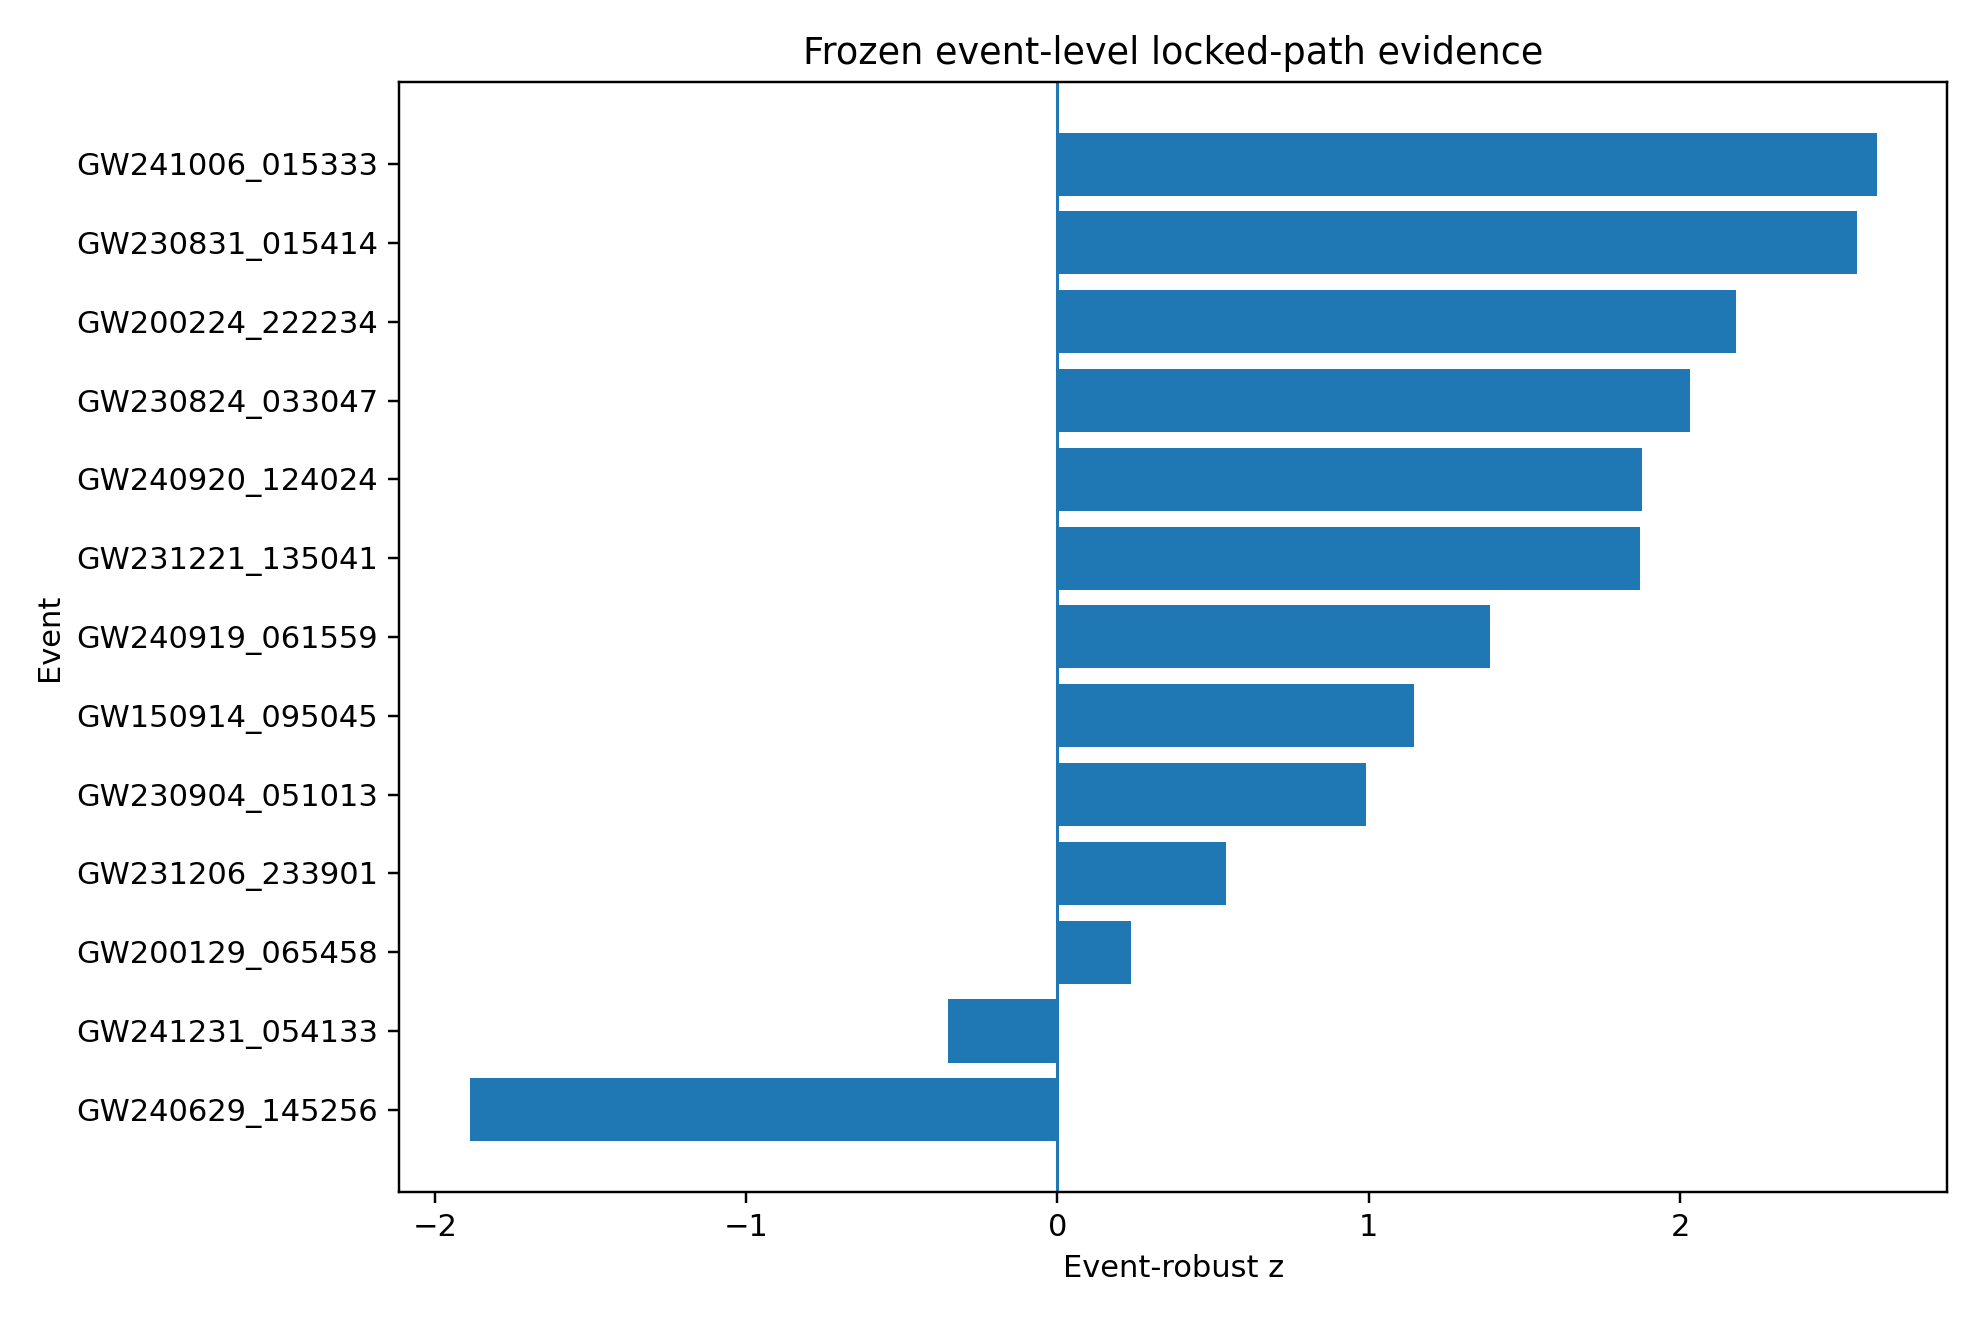 Frozen event-level locked-path evidence
GW241006_015333
GW230831_015414
GW200224_222234
GW230824_033047
GW240920_124024
GW231221_135041
GW240919_061559
GW150914_095045
GW230904_051013
GW231206_233901
GW200129_065458
GW241231_054133
GW240629_145256
Event
−2 −1 0 1 2
Event-robust z